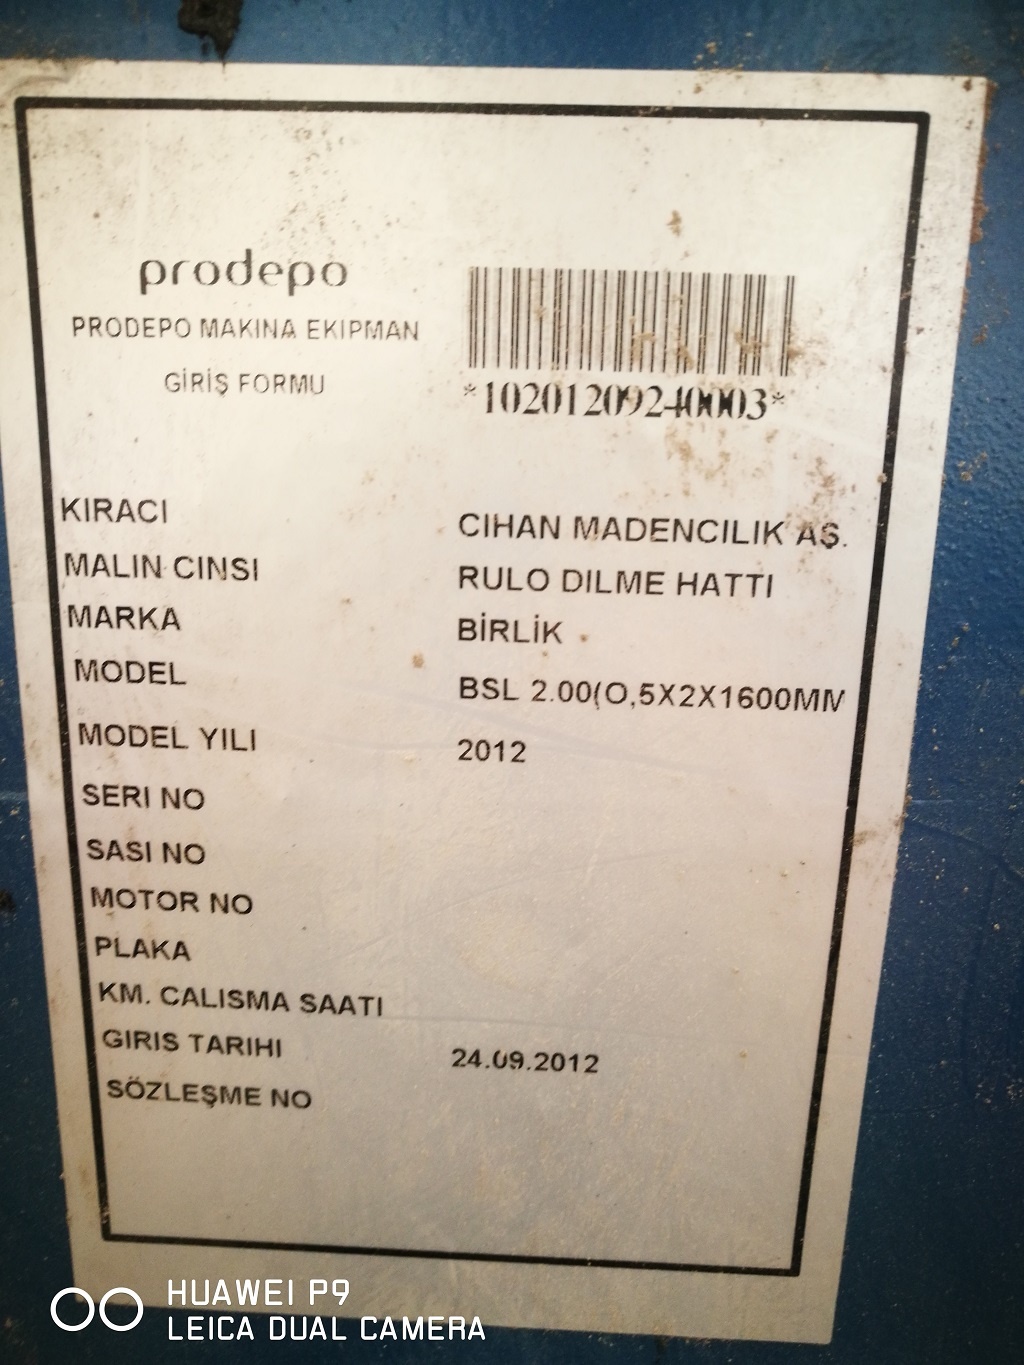 prodepo
PRODEPO MAKINA EKIPMAN
GİRİŞ FORMU
*10201209240003*
KIRACI CIHAN MADENCILIK AŞ.
MALIN CINSI RULO DILME HATTI
MARKA BİRLİK
MODEL BSL 2.00(O,5X2X1600MM
MODEL YILI 2012
SERI NO
SASI NO
MOTOR NO
PLAKA
KM. CALISMA SAATI
GIRIS TARIHI 24.09.2012
SÖZLEŞME NO
HUAWEI P9
LEICA DUAL CAMERA